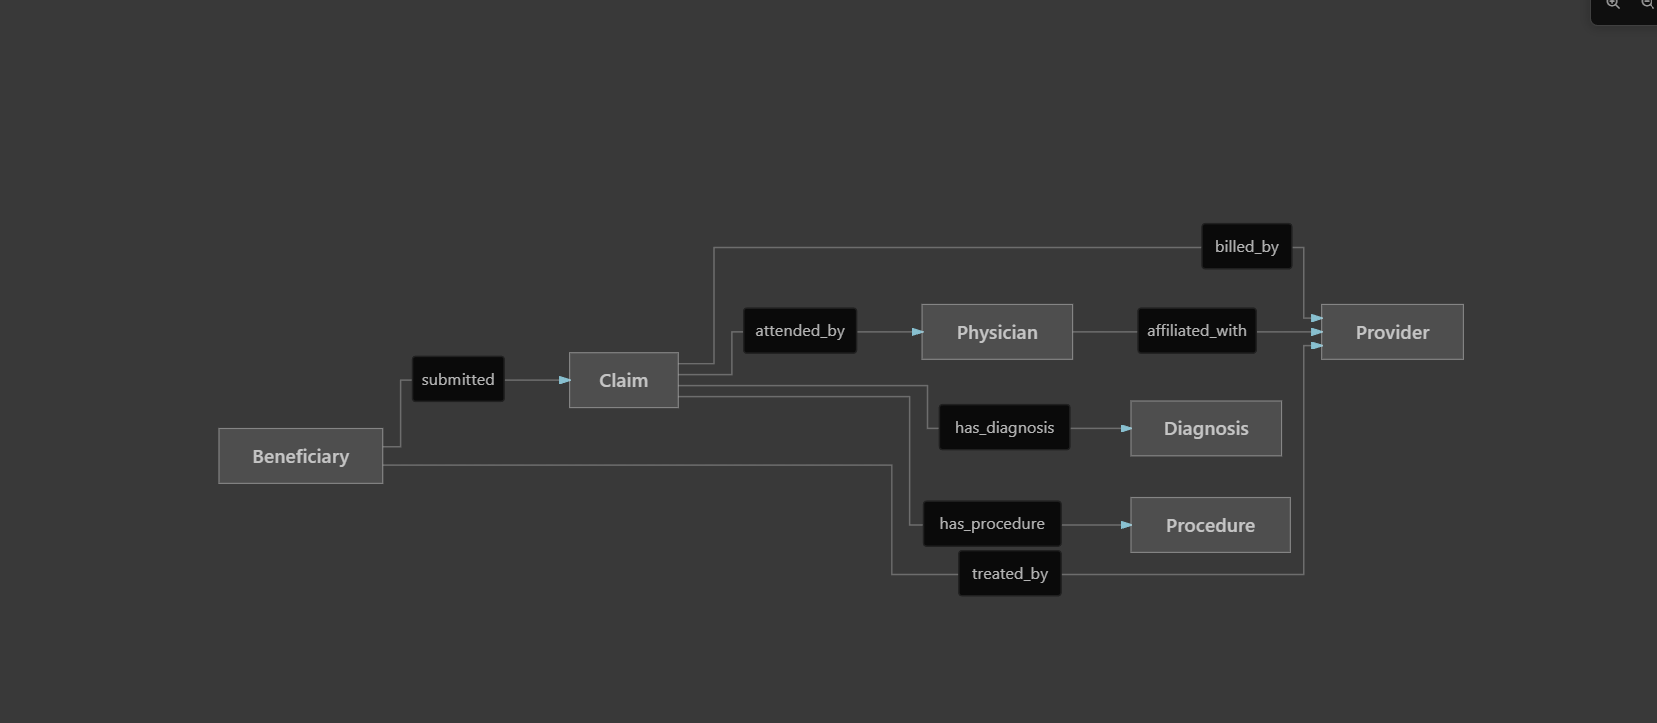 billed_by
attended_by
Physician
affiliated_with
Provider
submitted
Claim
has_diagnosis
Diagnosis
Beneficiary
has_procedure
Procedure
treated_by